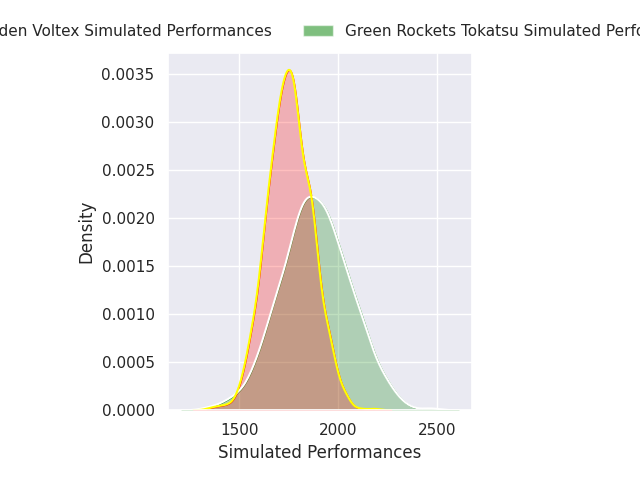 den Voltex Simulated Performances
Green Rockets Tokatsu Simulated Perfo
0.0035
0.0030
0.0025
0.0020
0.0015
0.0010
0.0005
0.0000
Density
1500 2000 2500
Simulated Performances